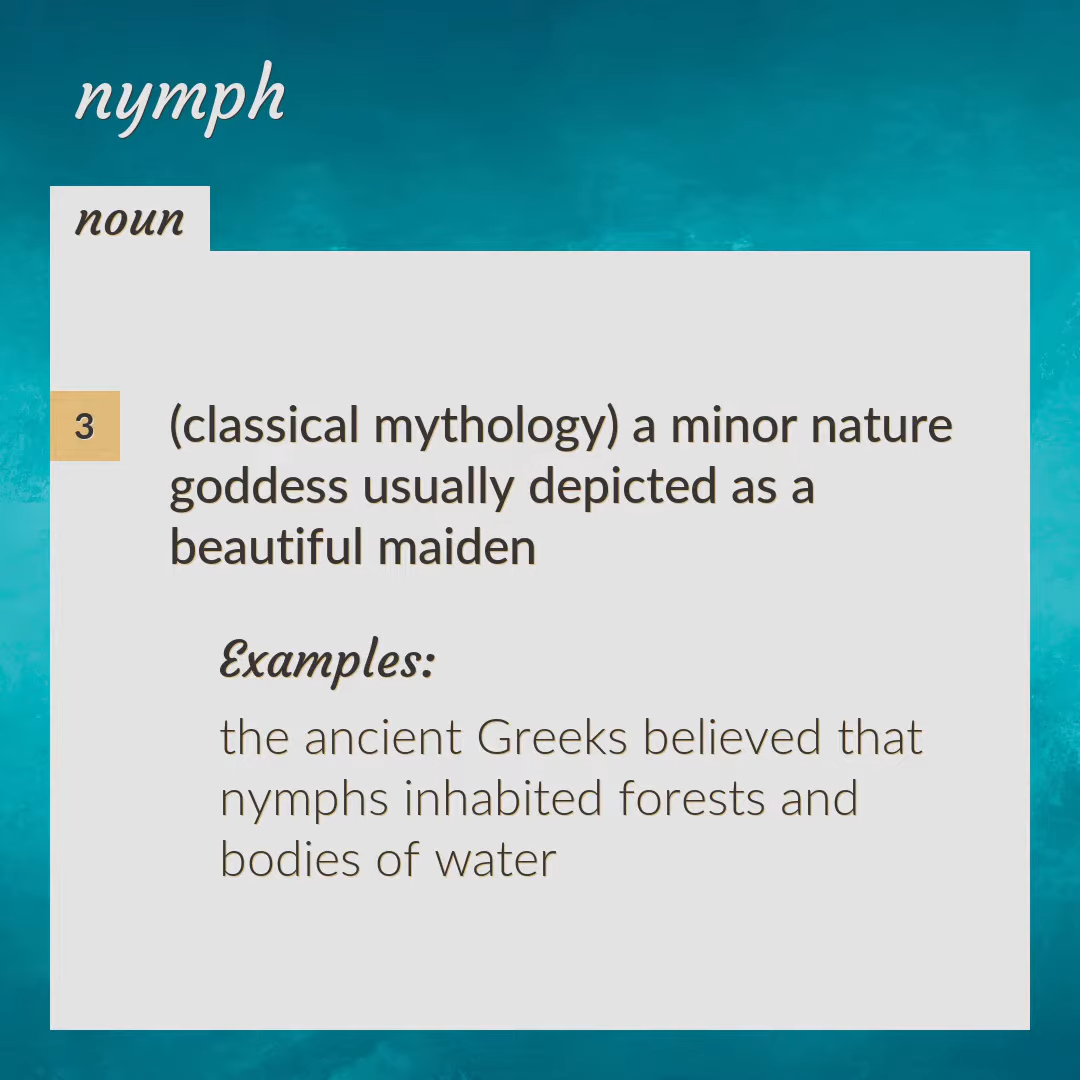 nymph
noun
3
(classical mythology) a minor nature
goddess usually depicted as a
beautiful maiden
Examples:
the ancient Greeks believed that
nymphs inhabited forests and
bodies of water